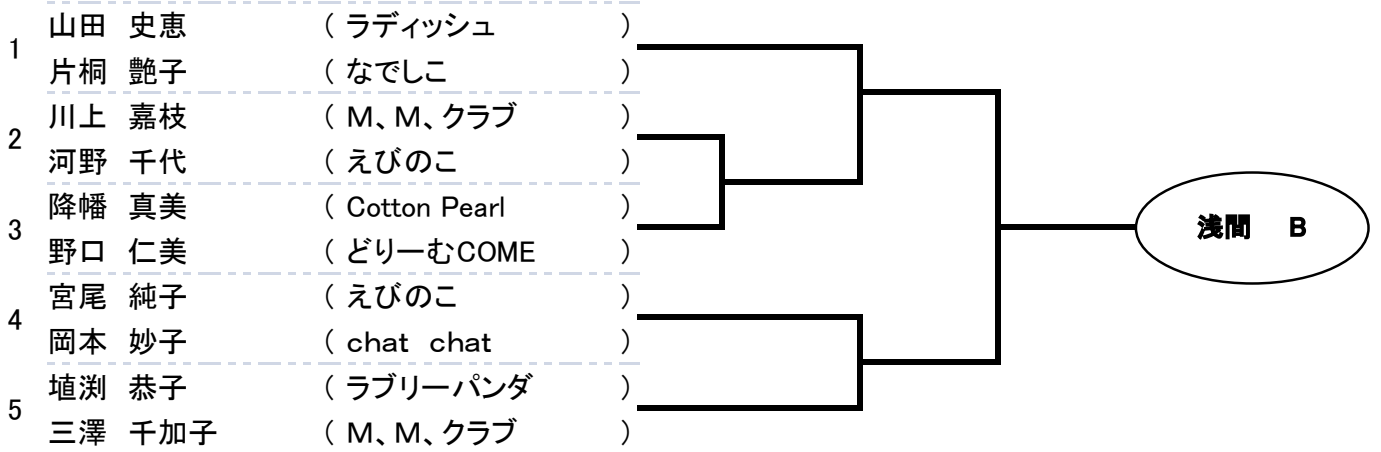 1
山田 史恵 ( ラディッシュ )
片桐 艶子 ( なでしこ )
2
川上 嘉枝 ( M、M、クラブ )
河野 千代 ( えびのこ )
3
降幡 真美 ( Cotton Pearl )
野口 仁美 ( どりーむCOME )
4
宮尾 純子 ( えびのこ )
岡本 妙子 ( chat chat )
5
埴渕 恭子 ( ラブリーパンダ )
三澤 千加子 ( M、M、クラブ )
浅間 B